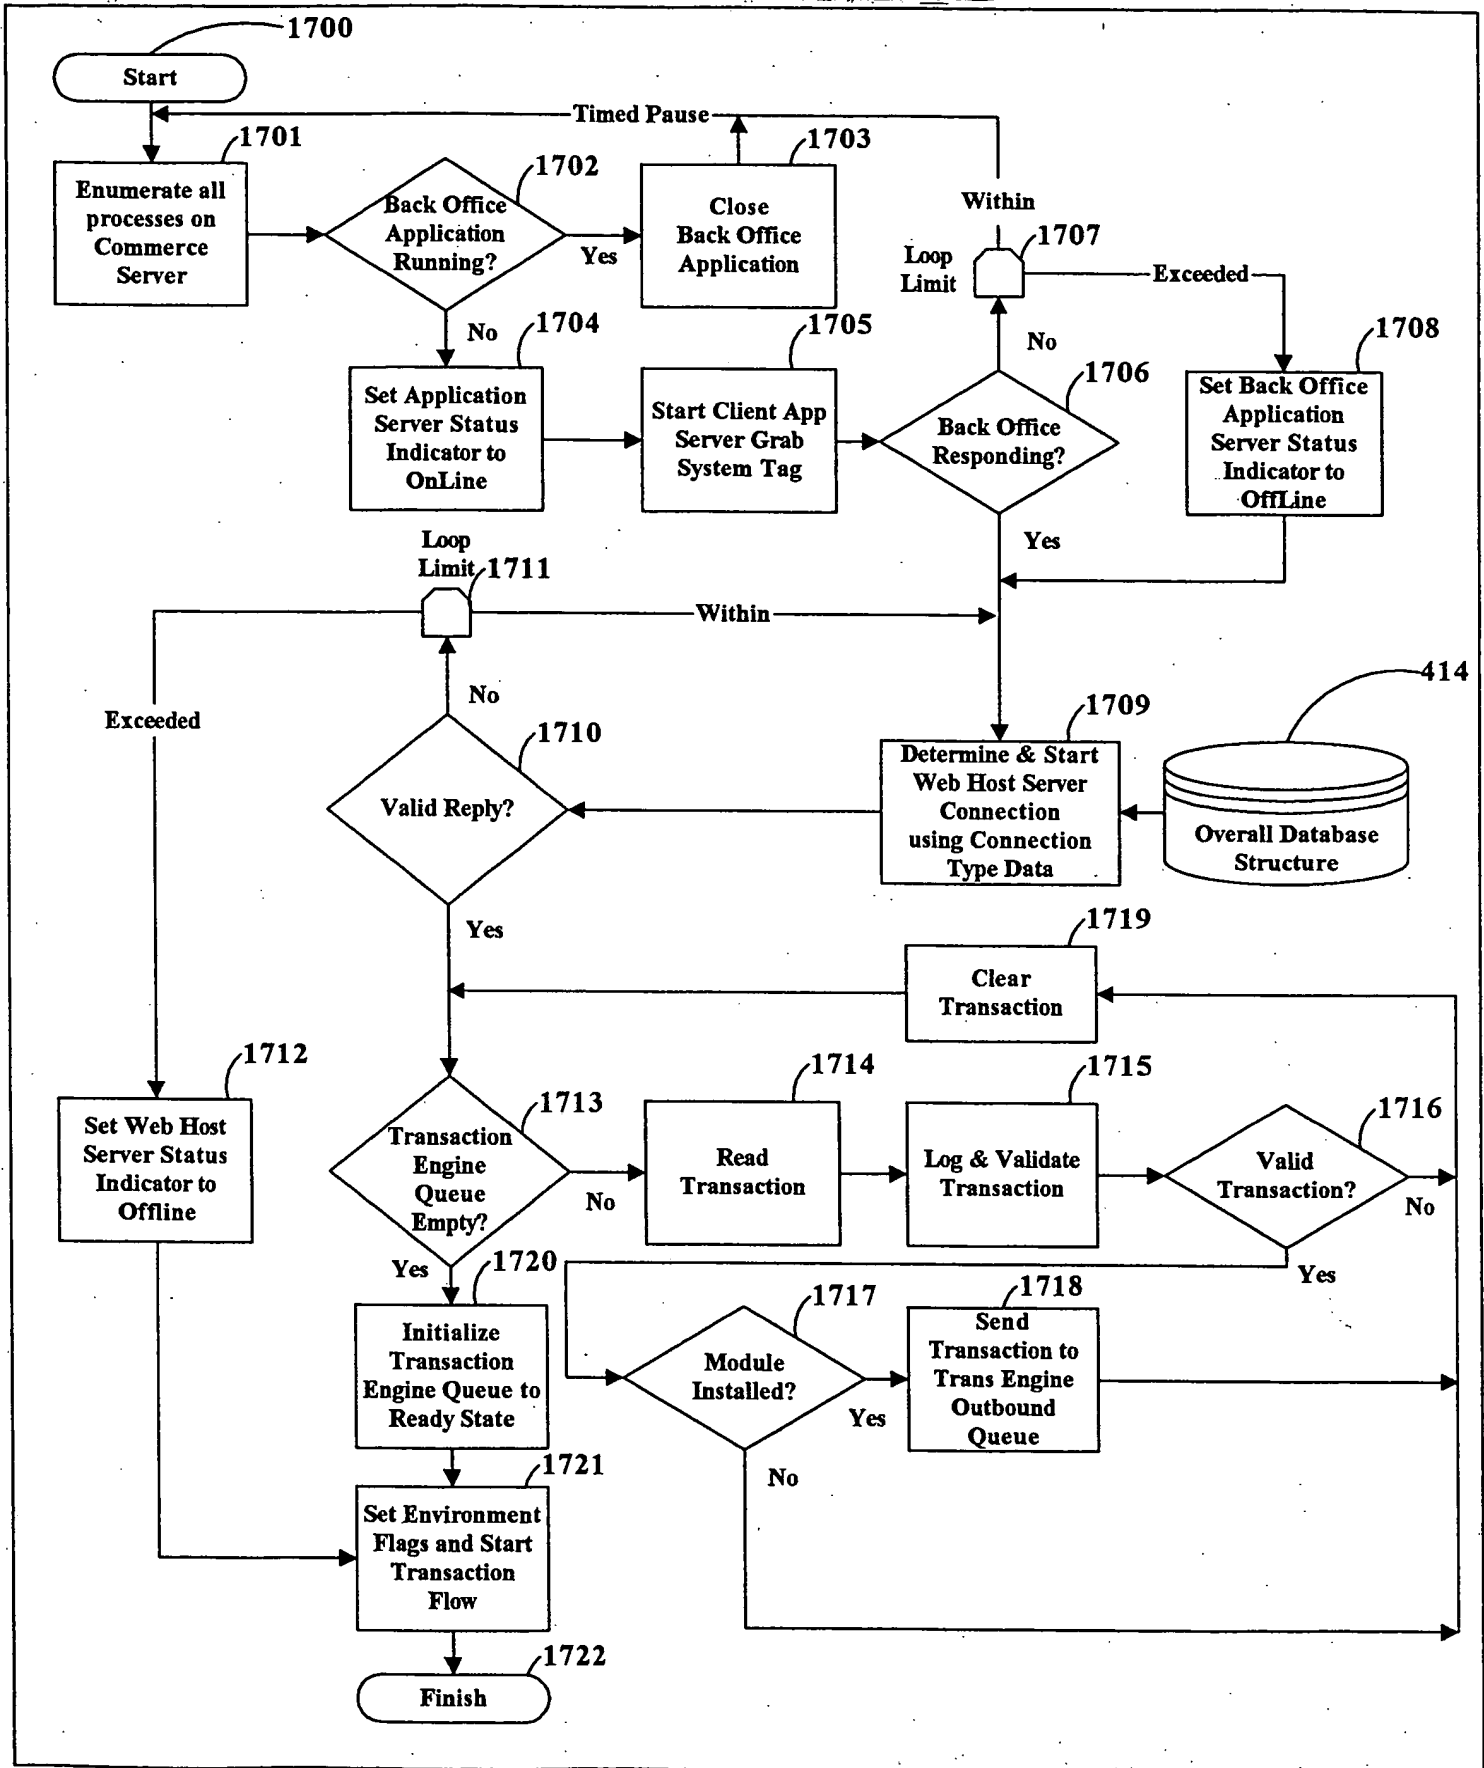 1700
Start
Timed Pause
1701
Enumerate all
processes on
Commerce
Server
1702
Back Office
Application
Running?
Yes
No
1703
Close
Back Office
Application
Within
Loop
Limit
1707
Exceeded
1704
Set Application
Server Status
Indicator to
OnLine
1705
Start Client App
Server Grab
System Tag
No
1706
Back Office
Responding?
Yes
1708
Set Back Office
Application
Server Status
Indicator to
OffLine
Loop
Limit
1711
Within
Exceeded
No
1710
Valid Reply?
Yes
1709
Determine & Start
Web Host Server
Connection
using Connection
Type Data
414
Overall Database
Structure
1719
Clear
Transaction
1712
Set Web Host
Server Status
Indicator to
Offline
1713
Transaction
Engine
Queue
Empty?
No
Yes
1714
Read
Transaction
1715
Log & Validate
Transaction
1716
Valid
Transaction?
No
Yes
1720
Initialize
Transaction
Engine Queue to
Ready State
1717
Module
Installed?
Yes
No
1718
Send
Transaction to
Trans Engine
Outbound
Queue
1721
Set Environment
Flags and Start
Transaction
Flow
1722
Finish